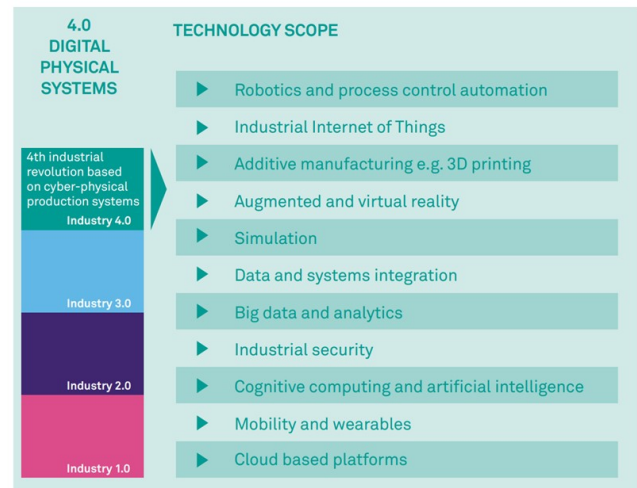 4.0
DIGITAL
PHYSICAL
SYSTEMS
4th industrial
revolution based
on cyber-physical
production systems
Industry 4.0
Industry 3.0
Industry 2.0
Industry 1.0
TECHNOLOGY SCOPE
Robotics and process control automation
Industrial Internet of Things
Additive manufacturing e.g. 3D printing
Augmented and virtual reality
Simulation
Data and systems integration
Big data and analytics
Industrial security
Cognitive computing and artificial intelligence
Mobility and wearables
Cloud based platforms